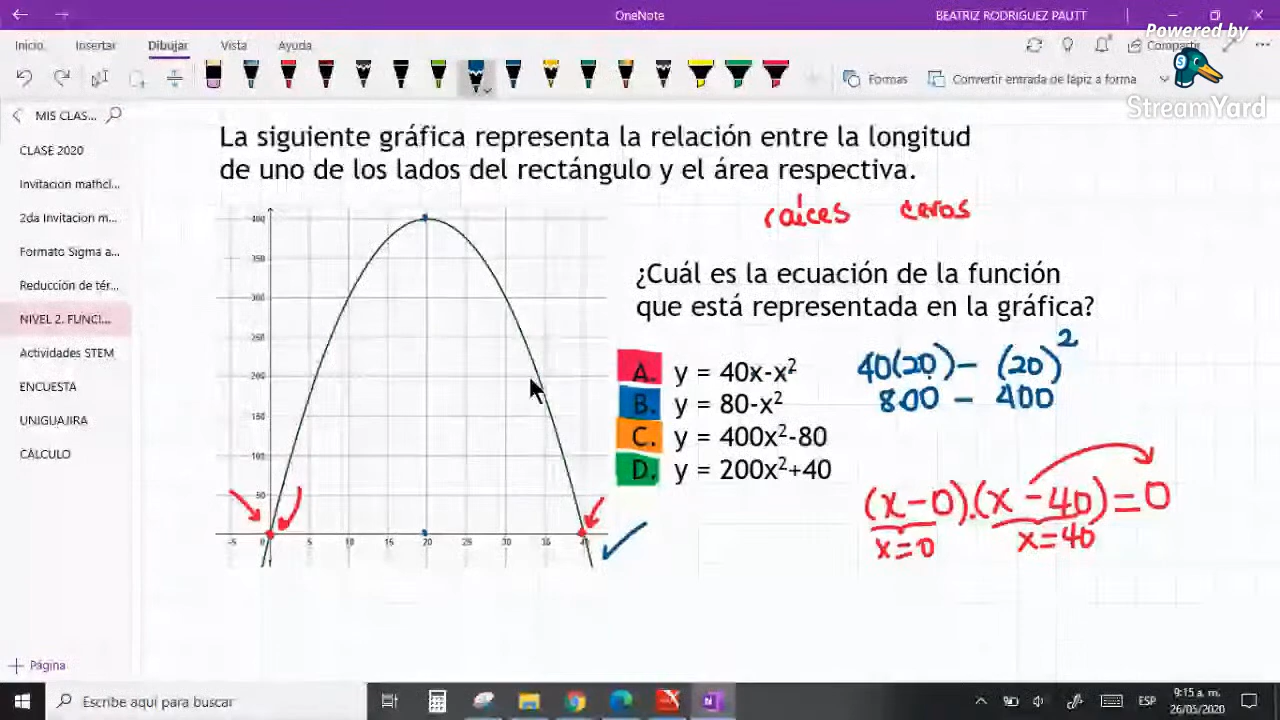 OneNote
BEATRIZ RODRIGUEZ PAUTT
Powered by
StreamYard
Inicio
Insertar
Dibujar
Vista
Ayuda
Compartir
Formas
Convertir entrada de lápiz a forma
MIS CLAS...
CLASE 2020
Invitacion mathcl...
2da Invitacion m...
Formato Sigma a...
Reducción de tér...
NIVEL 2. FUNCI...
Actividades STEM
ENCUESTA
UNIGUAJIRA
CÁLCULO
Página
La siguiente gráfica representa la relación entre la longitud
de uno de los lados del rectángulo y el área respectiva.
raíces ceros
400
350
300
250
200
150
100
50
-5 0 5 10 15 20 25 30 35
¿Cuál es la ecuación de la función
que está representada en la gráfica?
A. y = 40x-x²
B. y = 80-x²
C. y = 400x²-80
D. y = 200x²+40
40(20) - (20)²
800 - 400
(x-0).(x-40)=0
x=0 x=40
Escribe aquí para buscar
ESP
9:15 a. m.
26/05/2020